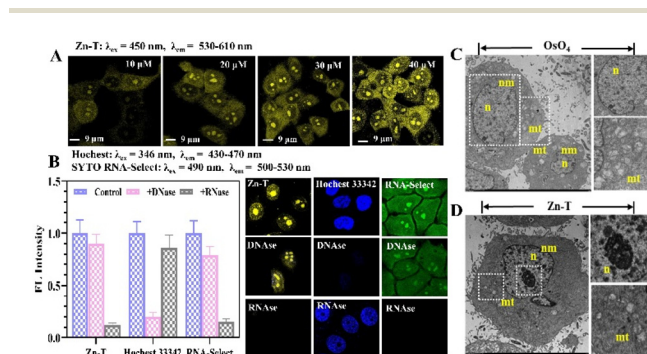 Zn-T: λex = 450 nm, λem = 530-610 nm
A
10 μM
20 μM
30 μM
40 μM
9 μm
9 μm
9 μm
9 μm
Hochest: λex = 346 nm, λem = 430-470 nm
SYTO RNA-Select: λex = 490 nm, λem = 500-530 nm
B
Control
+DNase
+RNase
FL Intensity
1.5
1.0
0.5
0.0
Zn-T
Hochest 33342
RNA-Select
Zn-T
Hochest 33342
RNA-Select
DNAse
DNAse
DNAse
RNAse
RNAse
RNAse
C
OsO4
nm
n
mt
nm
n
n
mt
D
Zn-T
nm
n
mt
n
mt